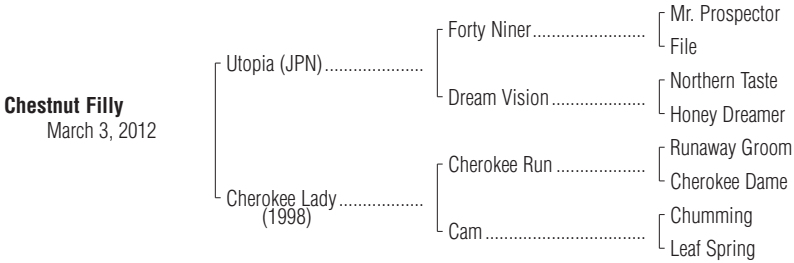 Mr. Prospector
Forty Niner
File
Utopia (JPN)
Northern Taste
Dream Vision
Honey Dreamer
Chestnut Filly
March 3, 2012
Runaway Groom
Cherokee Run
Cherokee Dame
Cherokee Lady
(1998)
Chumming
Cam
Leaf Spring